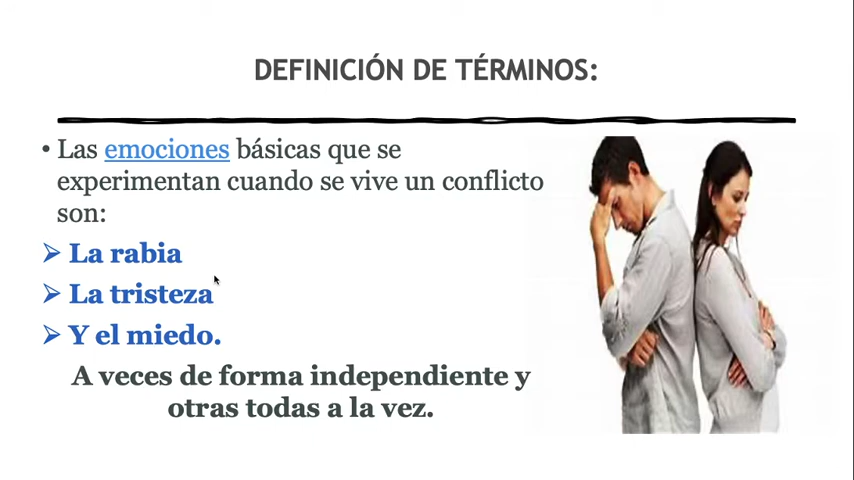 DEFINICIÓN DE TÉRMINOS:
• Las emociones básicas que se
experimentan cuando se vive un conflicto
son:
➢ La rabia
➢ La tristeza
➢ Y el miedo.
A veces de forma independiente y
otras todas a la vez.